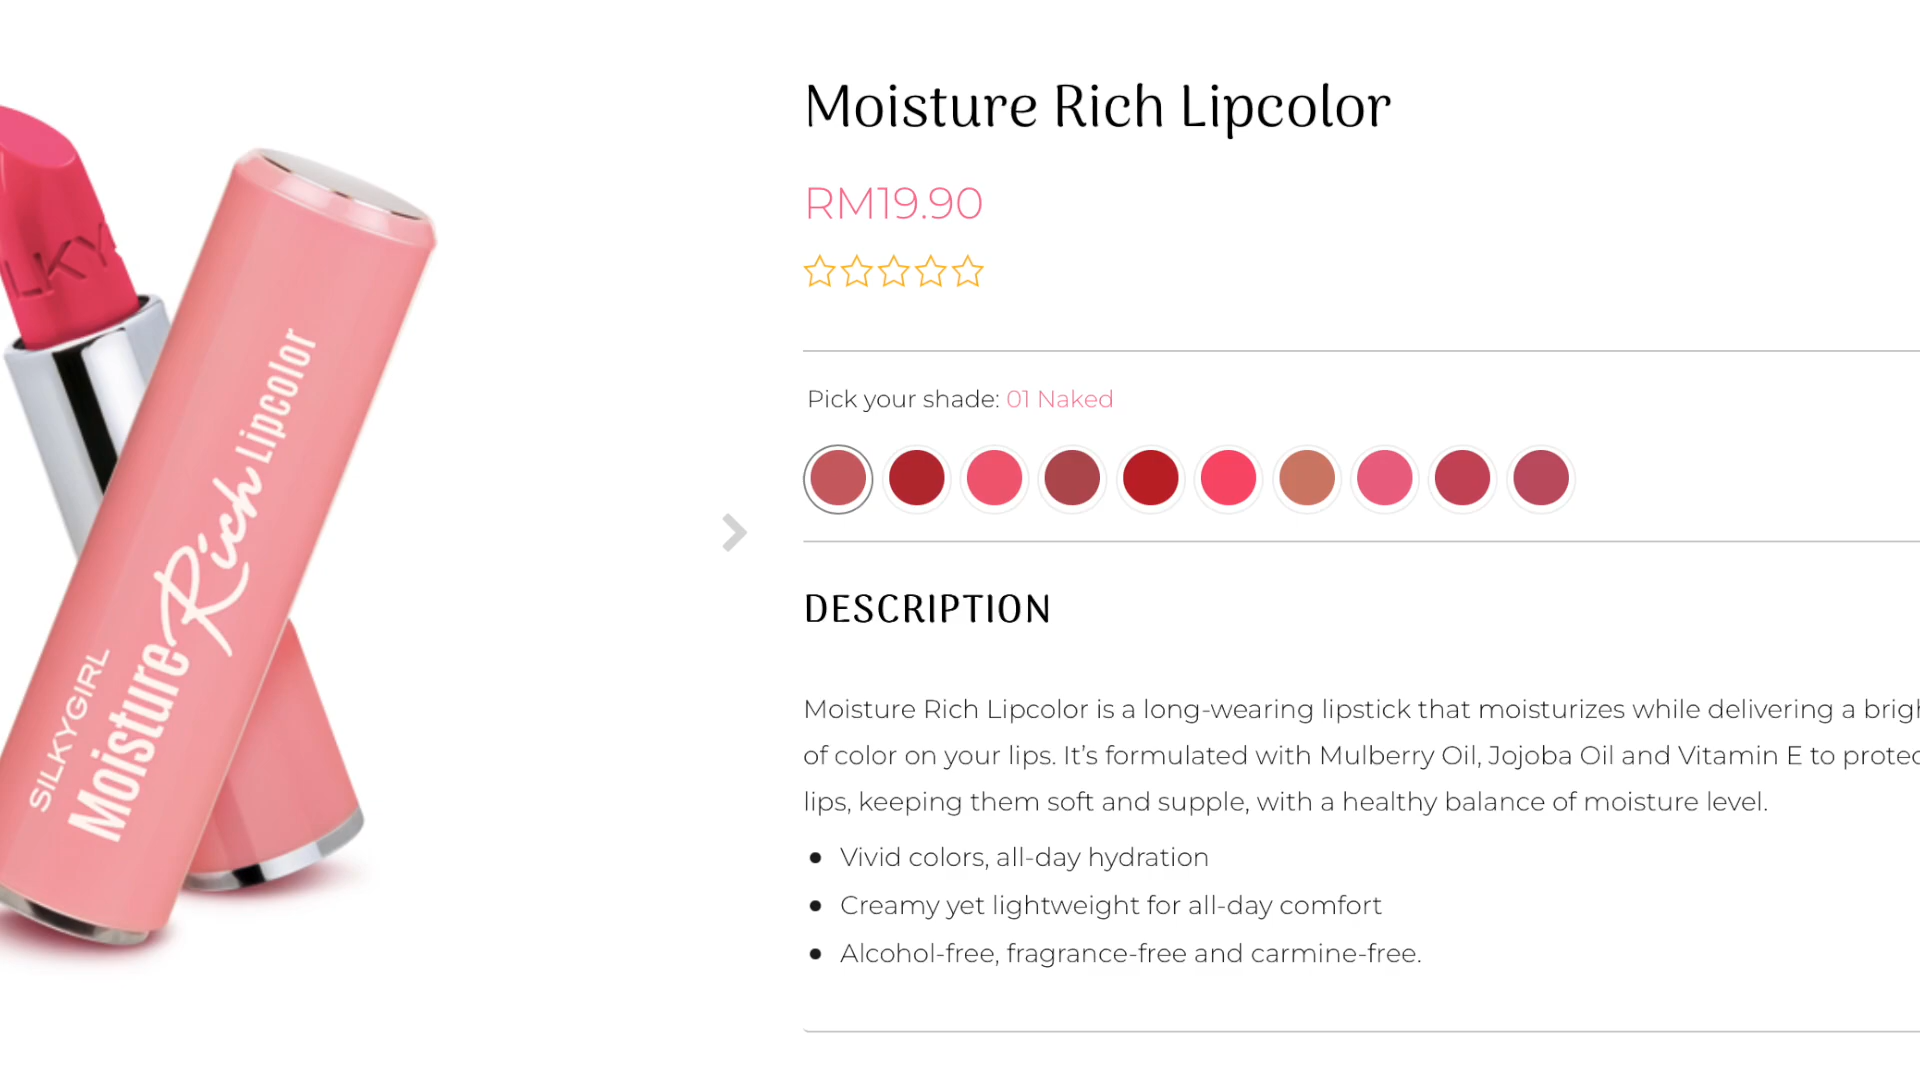 Moisture Rich Lipcolor
RM19.90
Pick your shade: 01 Naked
DESCRIPTION
Moisture Rich Lipcolor is a long-wearing lipstick that moisturizes while delivering a
of color on your lips. It's formulated with Mulberry Oil, Jojoba Oil and Vitamin E to
lips, keeping them soft and supple, with a healthy balance of moisture level.
Vivid colors, all-day hydration
Creamy yet lightweight for all-day comfort
Alcohol-free, fragrance-free and carmine-free.
LKY
SILKYGIRL
Moisture Rich Lipcolor